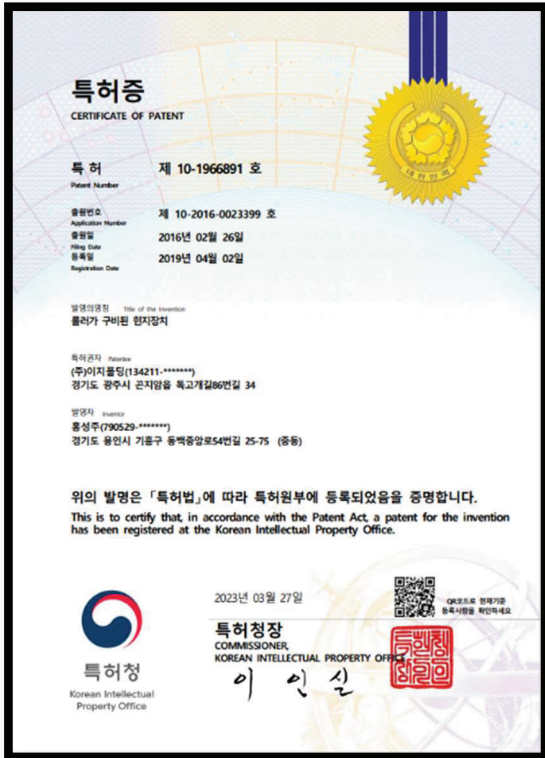 특허증
CERTIFICATE OF PATENT
대한민국
특 허 제 10-1966891 호
Patent Number
출원번호 제 10-2016-0023399 호
Application Number
출원일 2016년 02월 26일
Filing Date
등록일 2019년 04월 02일
Registration Date
발명의명칭 Title of the Invention
롤러가 구비된 힌지장치
특허권자 Patentee
(주)이지폴딩(134211-*******)
경기도 광주시 곤지암읍 독고개길86번길 34
발명자 Inventor
홍성주(790529-*******)
경기도 용인시 기흥구 동백중앙로54번길 25-75 (중동)
위의 발명은 「특허법」에 따라 특허원부에 등록되었음을 증명합니다.
This is to certify that, in accordance with the Patent Act, a patent for the invention
has been registered at the Korean Intellectual Property Office.
2023년 03월 27일
QR코드로 현재기준
등록사항을 확인하세요
특허청장
COMMISSIONER,
KOREAN INTELLECTUAL PROPERTY OFFICE
이 인 실
특허청
Korean Intellectual
Property Office